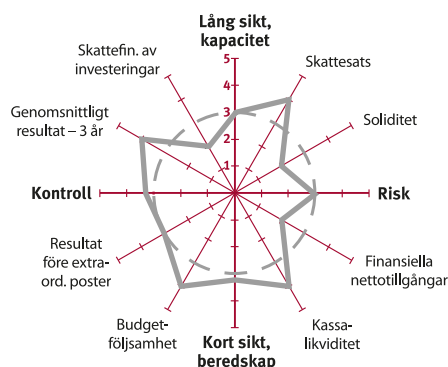 Lång sikt,
kapacitet
Skattefin. av
investeringar
Skattesats
Genomsnittligt
resultat – 3 år
Soliditet
5
4
3
2
1
0
Kontroll
Risk
Resultat
före extra-
ord. poster
Finansiella
nettotillgångar
Budget-
följsamhet
Kassa-
likviditet
Kort sikt,
beredskap